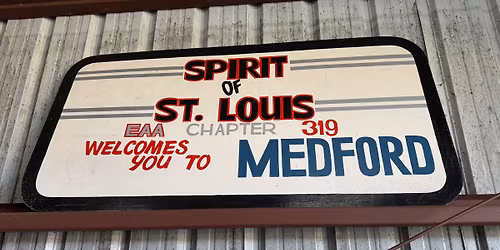 SPIRIT
OF
ST. LOUIS
EAA CHAPTER 319
WELCOMES
YOU TO MEDFORD